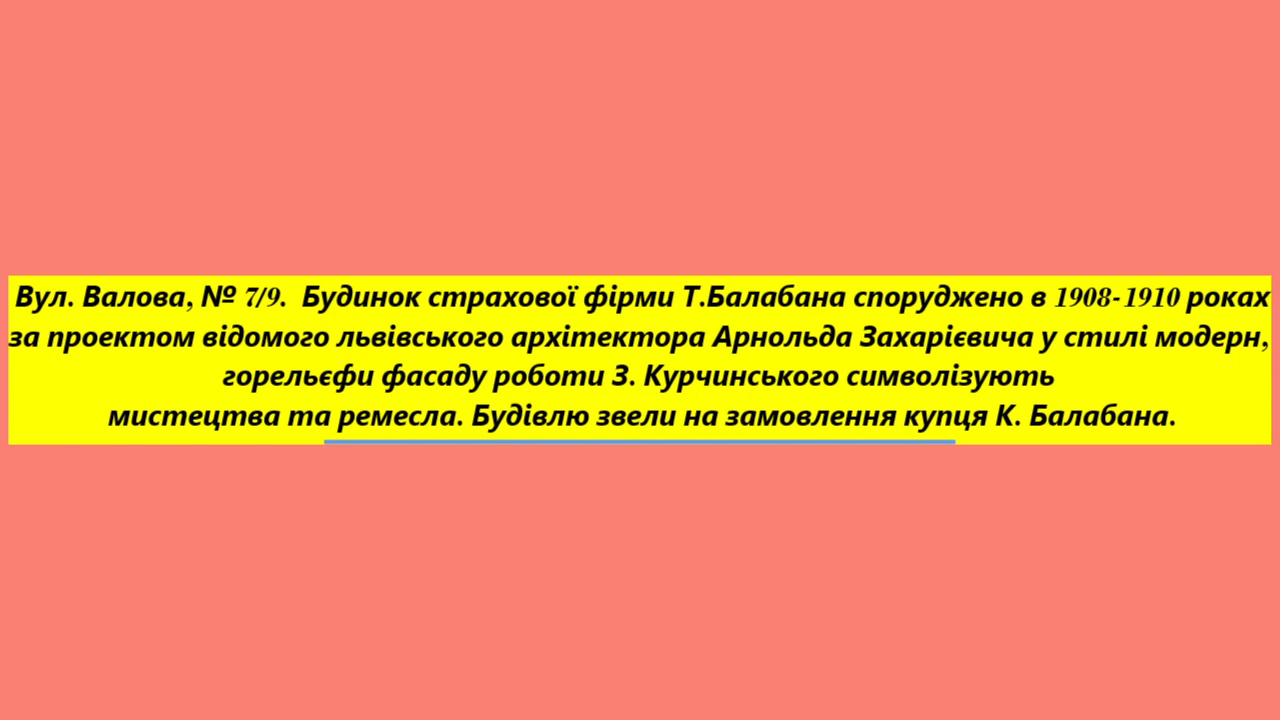 Вул. Валова, № 7/9. Будинок страхової фірми Т.Балабана споруджено в 1908-1910 роках
за проектом відомого львівського архітектора Арнольда Захарієвича у стилі модерн,
горельєфи фасаду роботи З. Курчинського символізують
мистецтва та ремесла. Будівлю звели на замовлення купця К. Балабана.